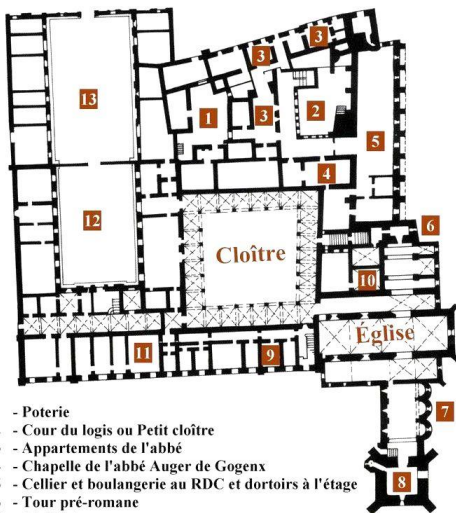 13
3
3
1
3
2
5
4
12
Cloître
6
10
Eglise
11
9
7
8
- Poterie
- Cour du logis ou Petit cloître
- Appartements de l'abbé
- Chapelle de l'abbé Auger de Gogenx
- Cellier et boulangerie au RDC et dortoirs à l'étage
- Tour pré-romane